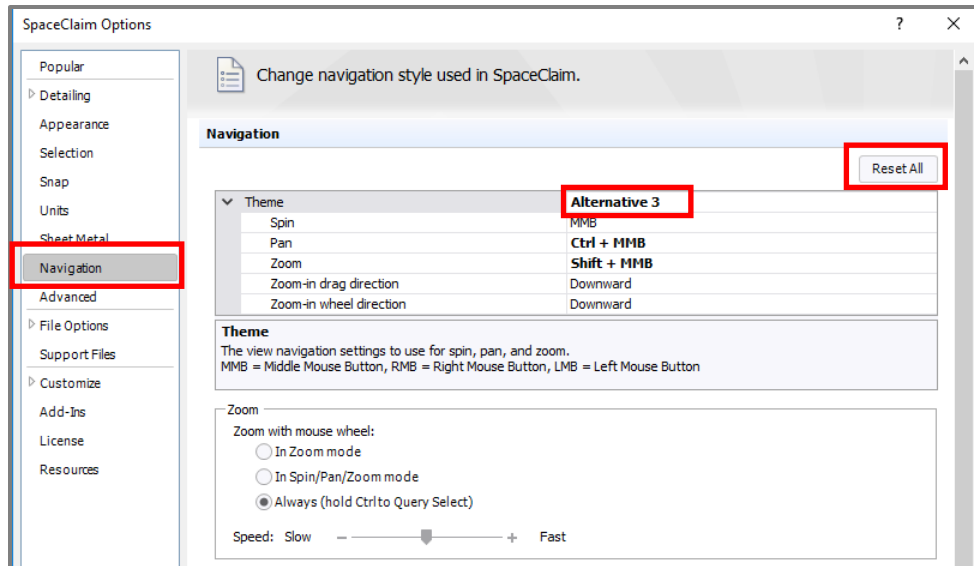 SpaceClaim Options ?
Popular
Detailing
Appearance
Selection
Snap
Units
Sheet Metal
Navigation
Advanced
File Options
Support Files
Customize
Add-Ins
License
Resources
Change navigation style used in SpaceClaim.
Navigation
Reset All
Theme Alternative 3
Spin MMB
Pan Ctrl + MMB
Zoom Shift + MMB
Zoom-in drag direction Downward
Zoom-in wheel direction Downward
Theme
The view navigation settings to use for spin, pan, and zoom.
MMB = Middle Mouse Button, RMB = Right Mouse Button, LMB = Left Mouse Button
Zoom
Zoom with mouse wheel:
In Zoom mode
In Spin/Pan/Zoom mode
Always (hold Ctrl to Query Select)
Speed: Slow − + Fast